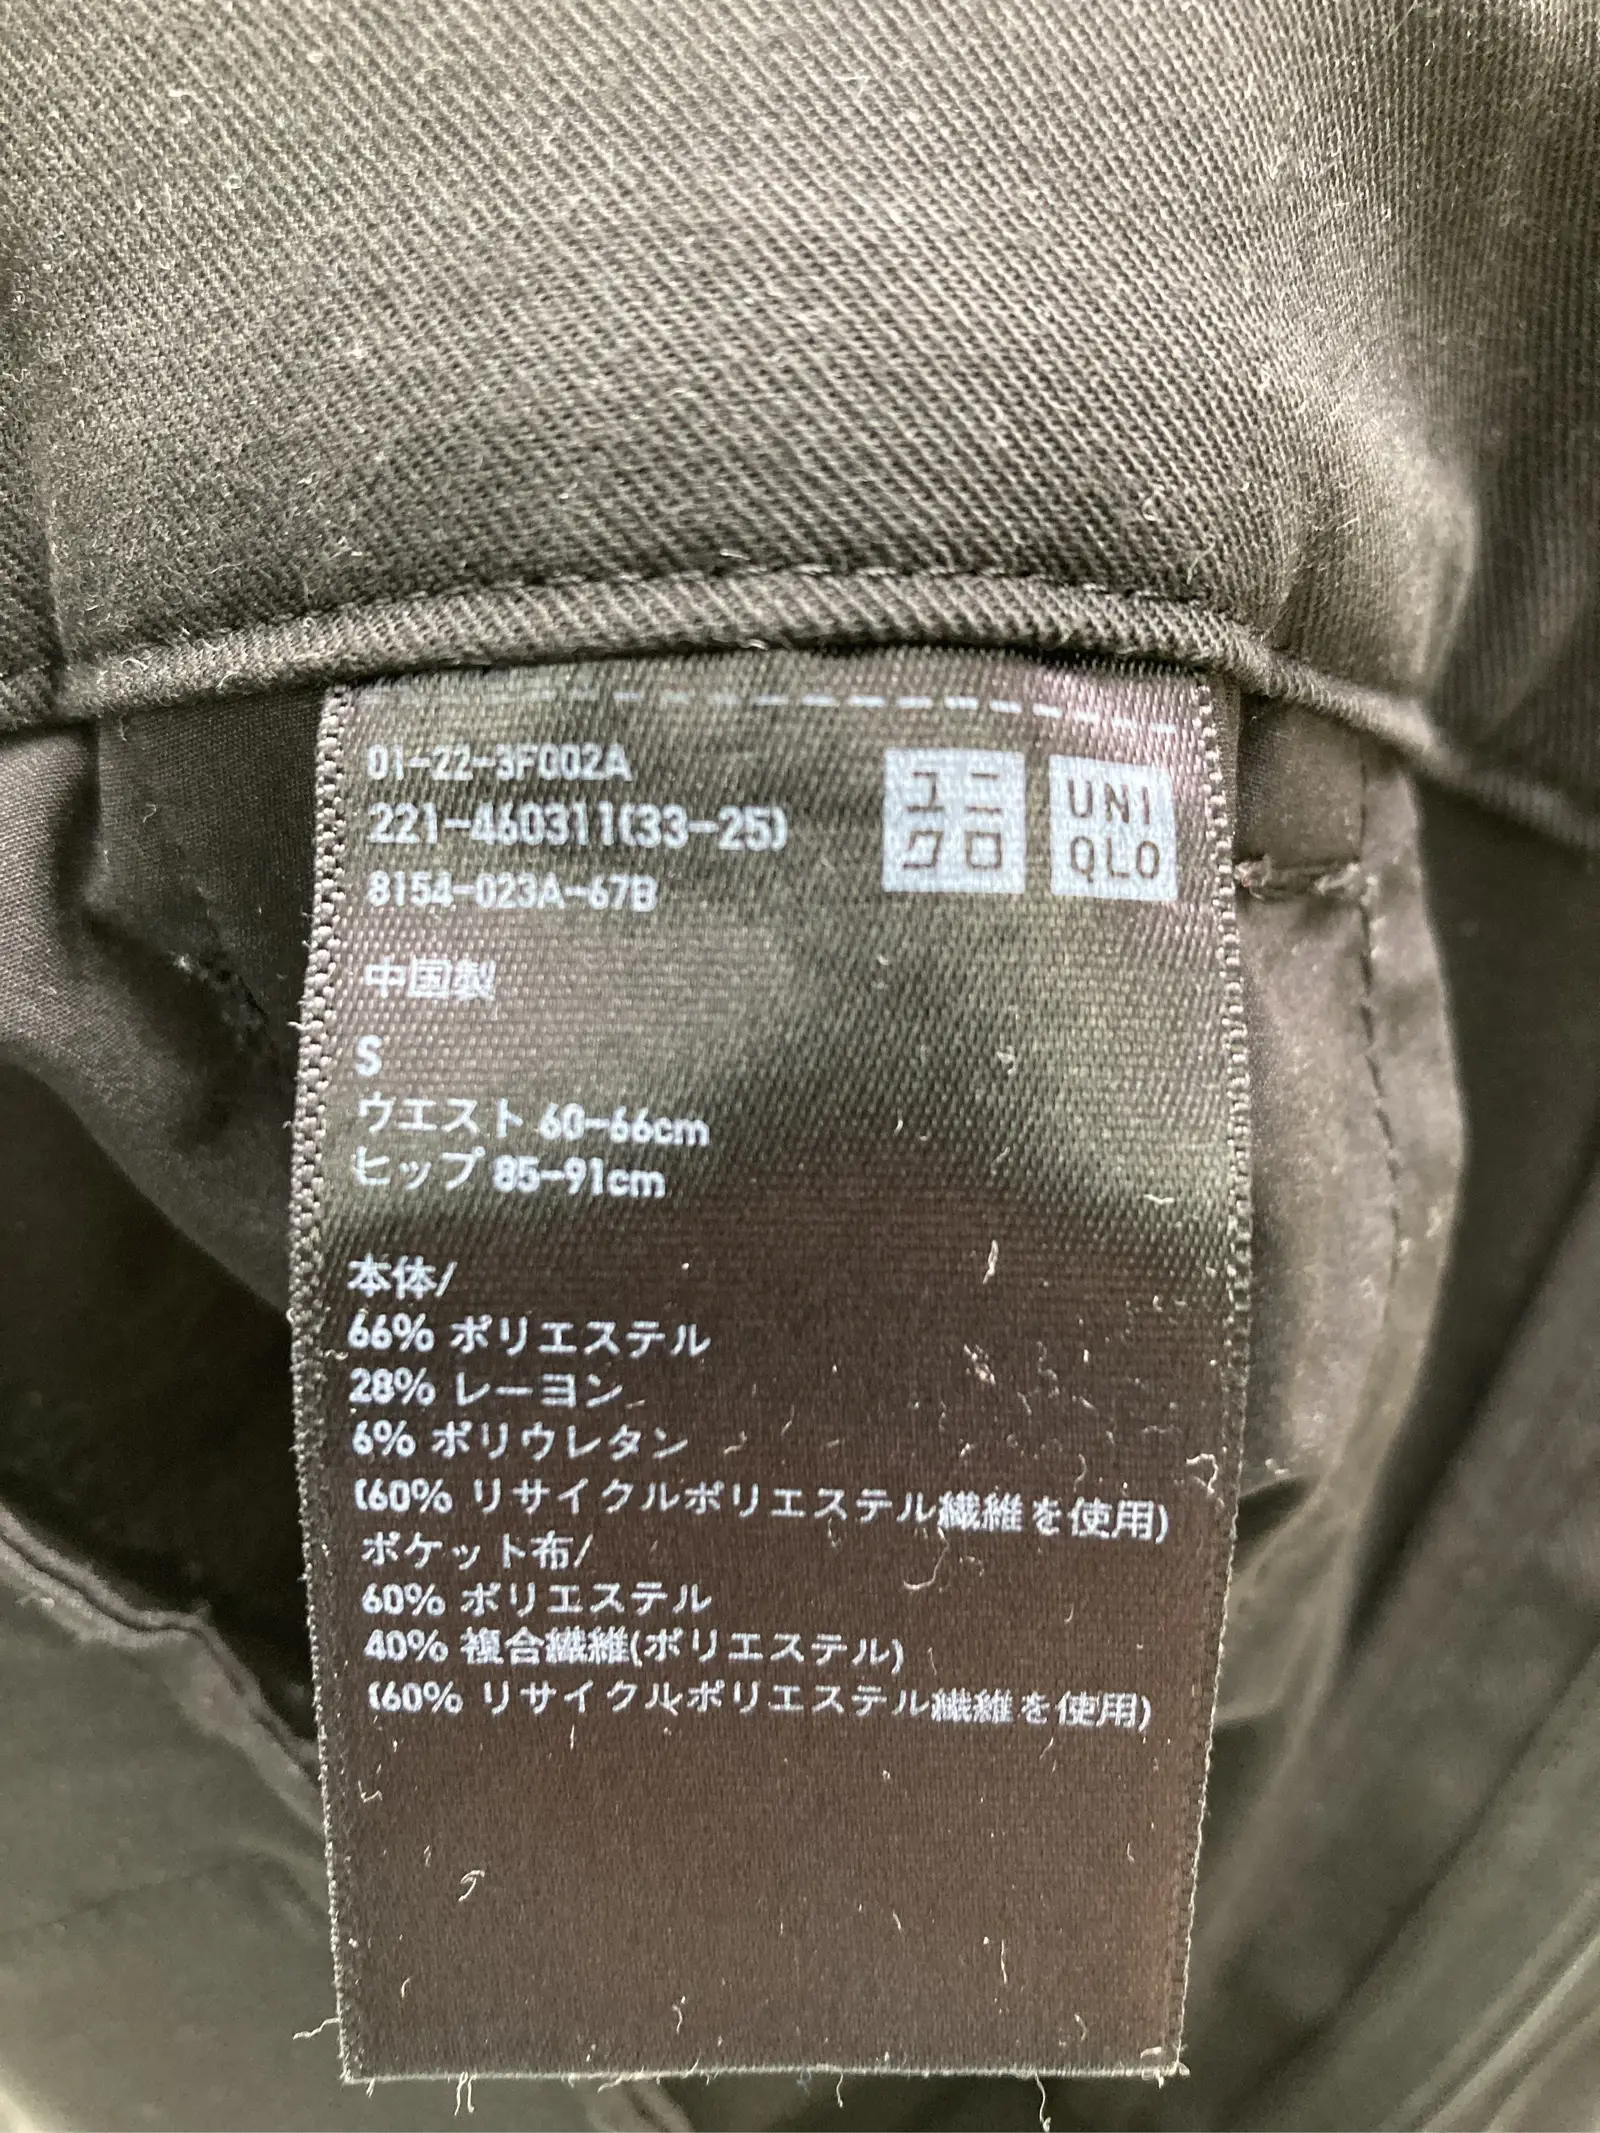 01-22-3F002A
221-460311(33-25)
8154-023A-67B
ユニ
クロ
UNI
QLO
中国製
S
ウエスト 60-66cm
ヒップ 85-91cm
本体/
66% ポリエステル
28% レーヨン
6% ポリウレタン
(60% リサイクルポリエステル繊維を使用)
ポケット布/
60% ポリエステル
40% 複合繊維(ポリエステル)
(60% リサイクルポリエステル繊維を使用)